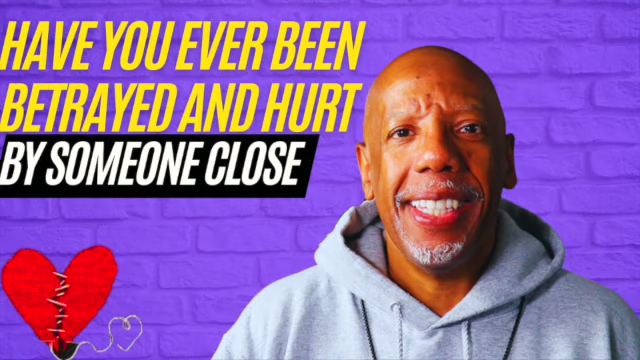 HAVE YOU EVER BEEN
BETRAYED AND HURT
BY SOMEONE CLOSE